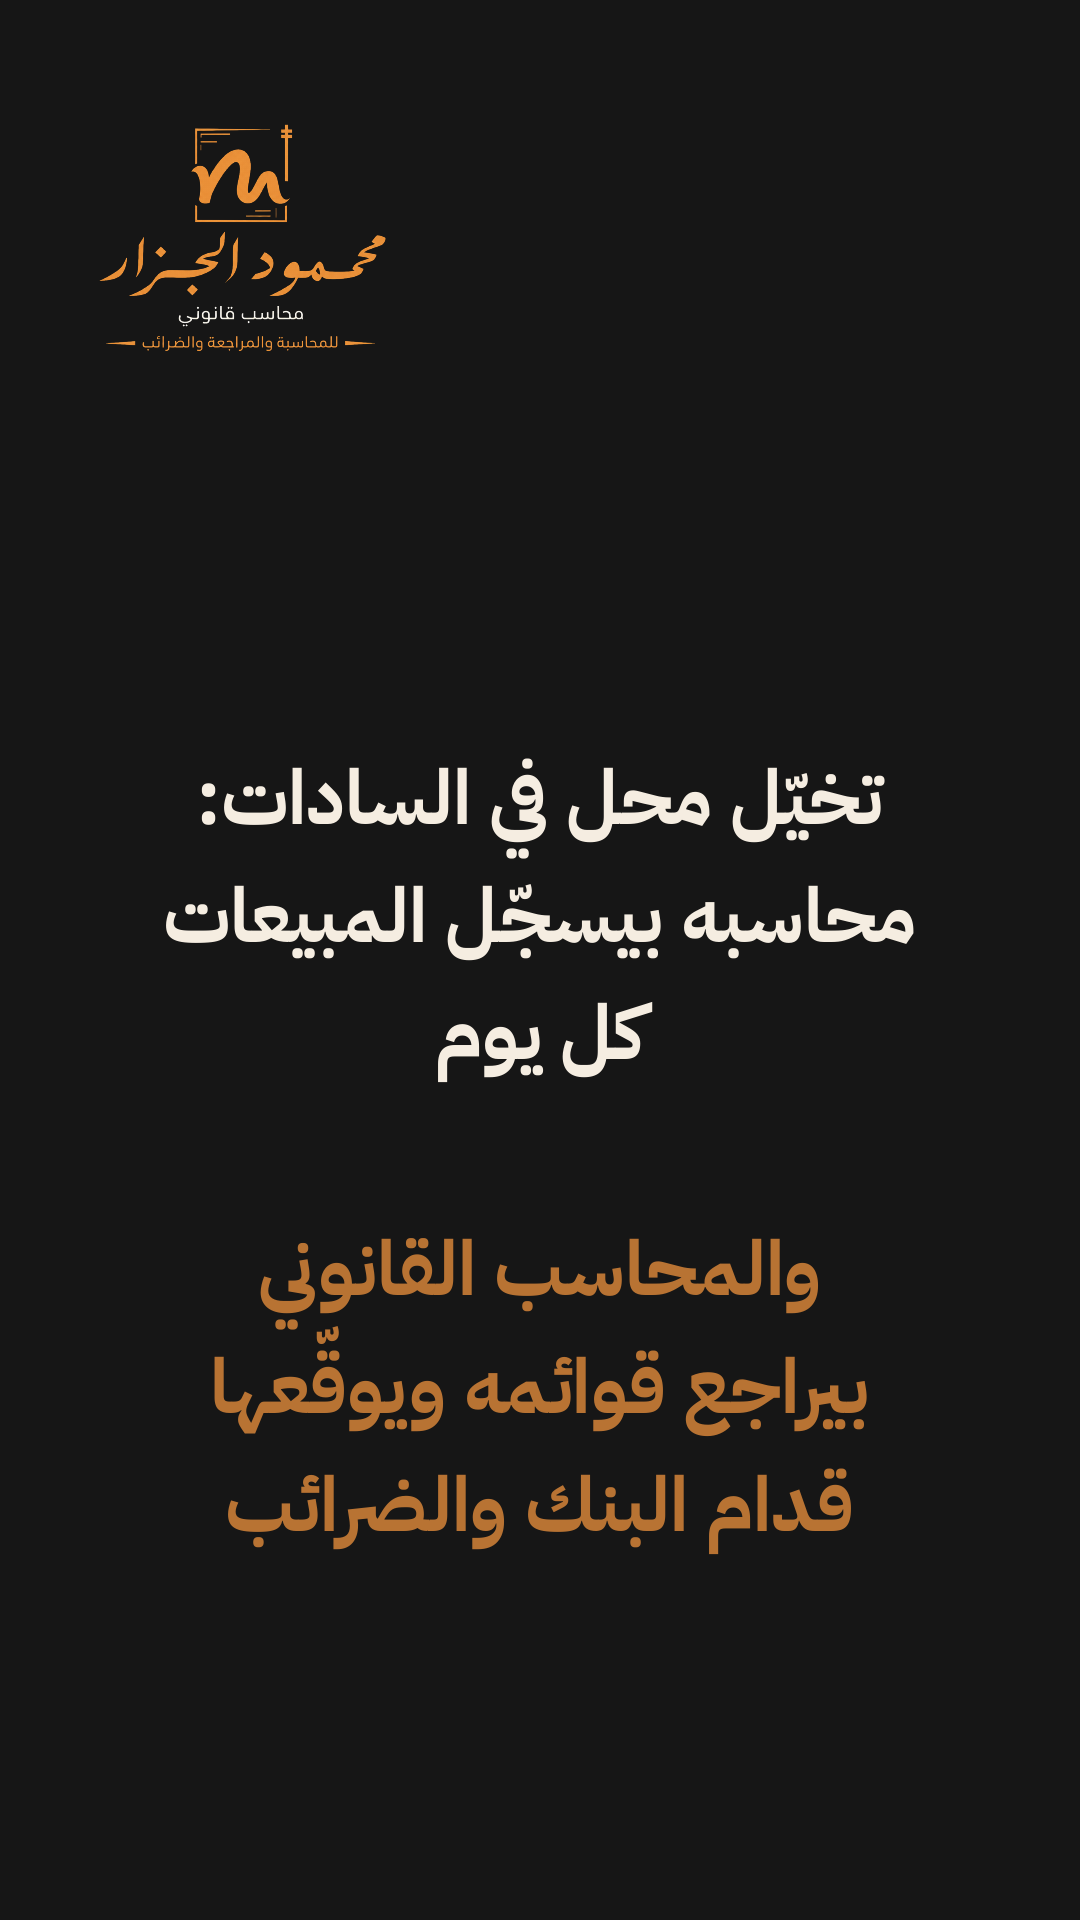 محمود الجزار
محاسب قانوني
للمحاسبة والمراجعة والضرائب
تخيّل محل في السادات:
محاسبه بيسجّل المبيعات
كل يوم
والمحاسب القانوني
بيراجع قوائمه ويوقّعها
قدام البنك والضرائب